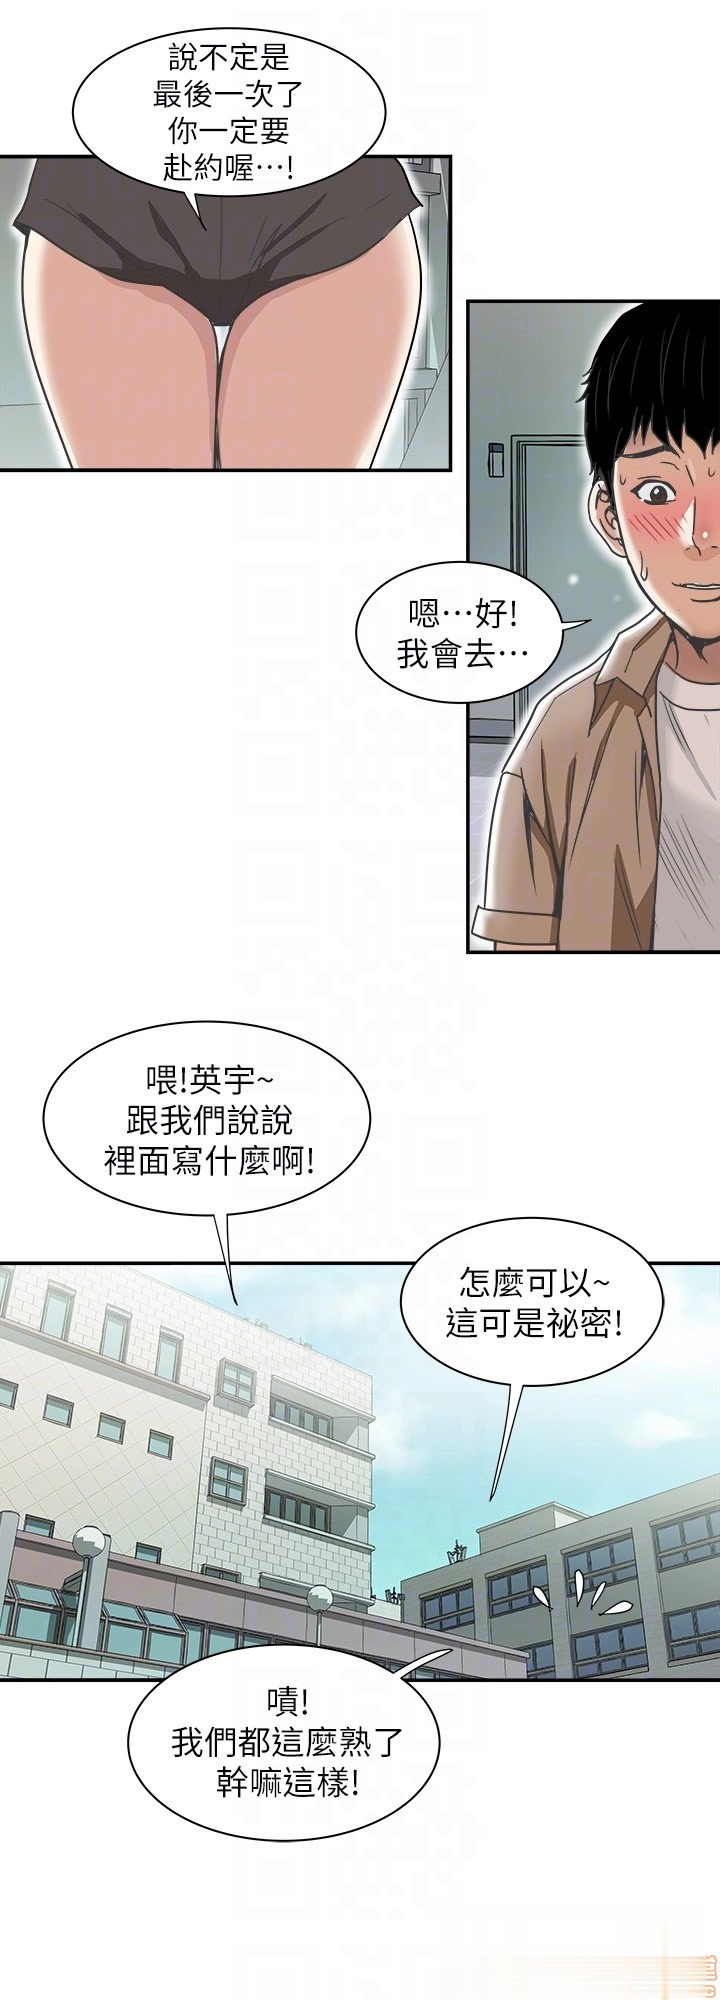 說不定是
最後一次了
你一定要
赴約喔…!
嗯…好!
我會去…
喂!英宇~
跟我們說說
裡面寫什麼啊!
怎麼可以~
這可是祕密!
嘖!
我們都這麼熟了
幹嘛這樣!